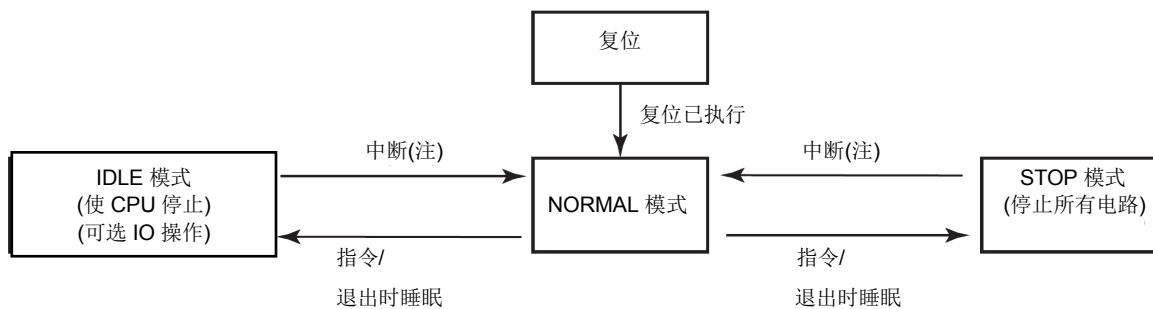 复位
复位已执行
中断(注)
中断(注)
IDLE 模式
(使 CPU 停止)
(可选 IO 操作)
NORMAL 模式
STOP 模式
(停止所有电路)
指令/
退出时睡眠
指令/
退出时睡眠